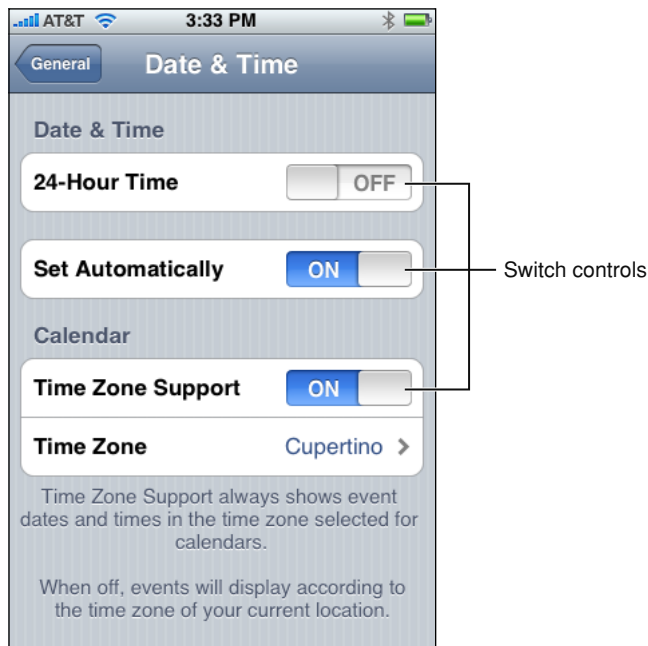 AT&T 3:33 PM
General Date & Time
Date & Time
24-Hour Time OFF
Set Automatically ON
Switch controls
Calendar
Time Zone Support ON
Time Zone Cupertino
Time Zone Support always shows event
dates and times in the time zone selected for
calendars.
When off, events will display according to
the time zone of your current location.